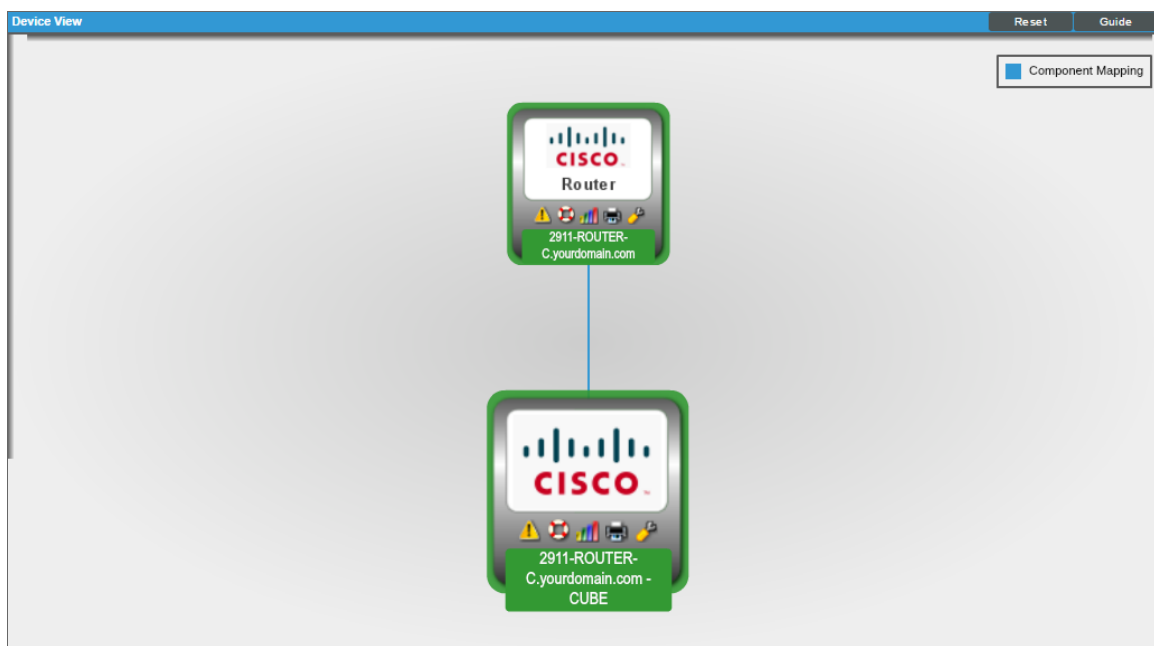 Device View
Reset
Guide
Component Mapping
CISCO
Router
2911-ROUTER-
C.yourdomain.com
CISCO
2911-ROUTER-
C.yourdomain.com -
CUBE